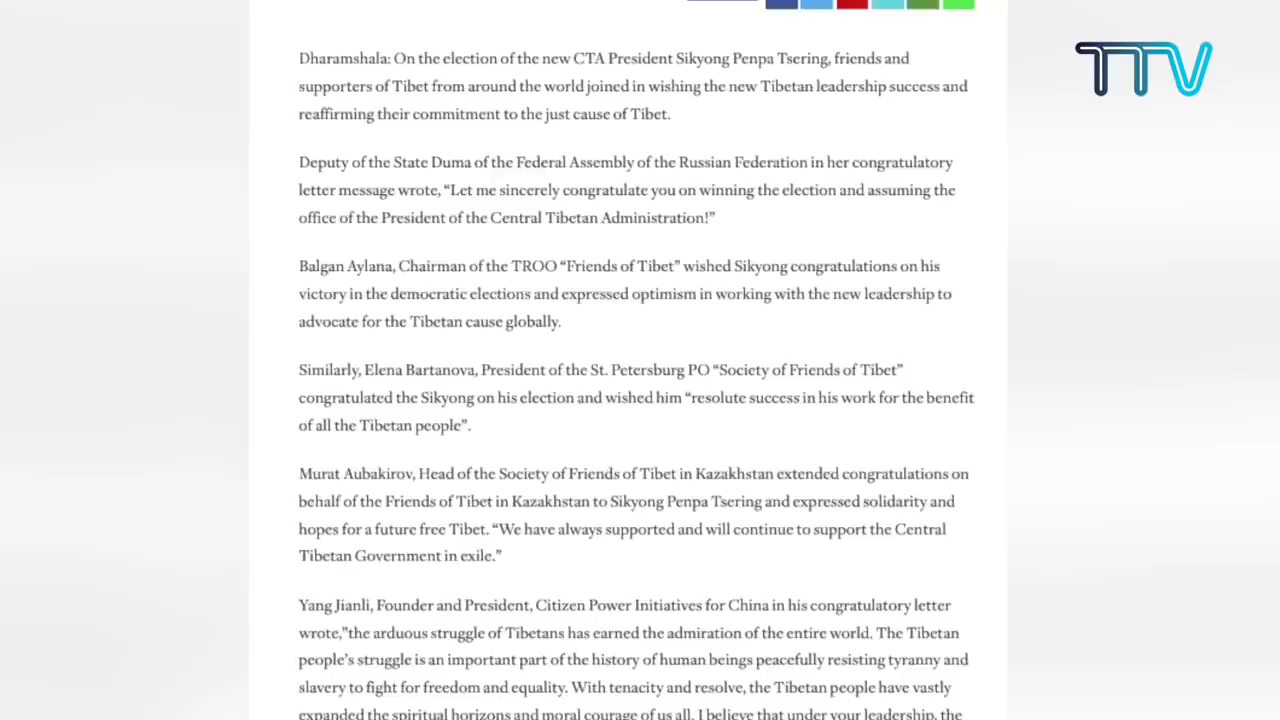 TTV
Dharamshala: On the election of the new CTA President Sikyong Penpa Tsering, friends and
supporters of Tibet from around the world joined in wishing the new Tibetan leadership success and
reaffirming their commitment to the just cause of Tibet.
Deputy of the State Duma of the Federal Assembly of the Russian Federation in her congratulatory
letter message wrote, “Let me sincerely congratulate you on winning the election and assuming the
office of the President of the Central Tibetan Administration!”
Balgan Aylana, Chairman of the TROO “Friends of Tibet” wished Sikyong congratulations on his
victory in the democratic elections and expressed optimism in working with the new leadership to
advocate for the Tibetan cause globally.
Similarly, Elena Bartanova, President of the St. Petersburg PO “Society of Friends of Tibet”
congratulated the Sikyong on his election and wished him “resolute success in his work for the benefit
of all the Tibetan people”.
Murat Aubakirov, Head of the Society of Friends of Tibet in Kazakhstan extended congratulations on
behalf of the Friends of Tibet in Kazakhstan to Sikyong Penpa Tsering and expressed solidarity and
hopes for a future free Tibet. “We have always supported and will continue to support the Central
Tibetan Government in exile.”
Yang Jianli, Founder and President, Citizen Power Initiatives for China in his congratulatory letter
wrote,”the arduous struggle of Tibetans has earned the admiration of the entire world. The Tibetan
people’s struggle is an important part of the history of human beings peacefully resisting tyranny and
slavery to fight for freedom and equality. With tenacity and resolve, the Tibetan people have vastly
expanded the spiritual horizons and moral courage of us all. I believe that under your leadership, the